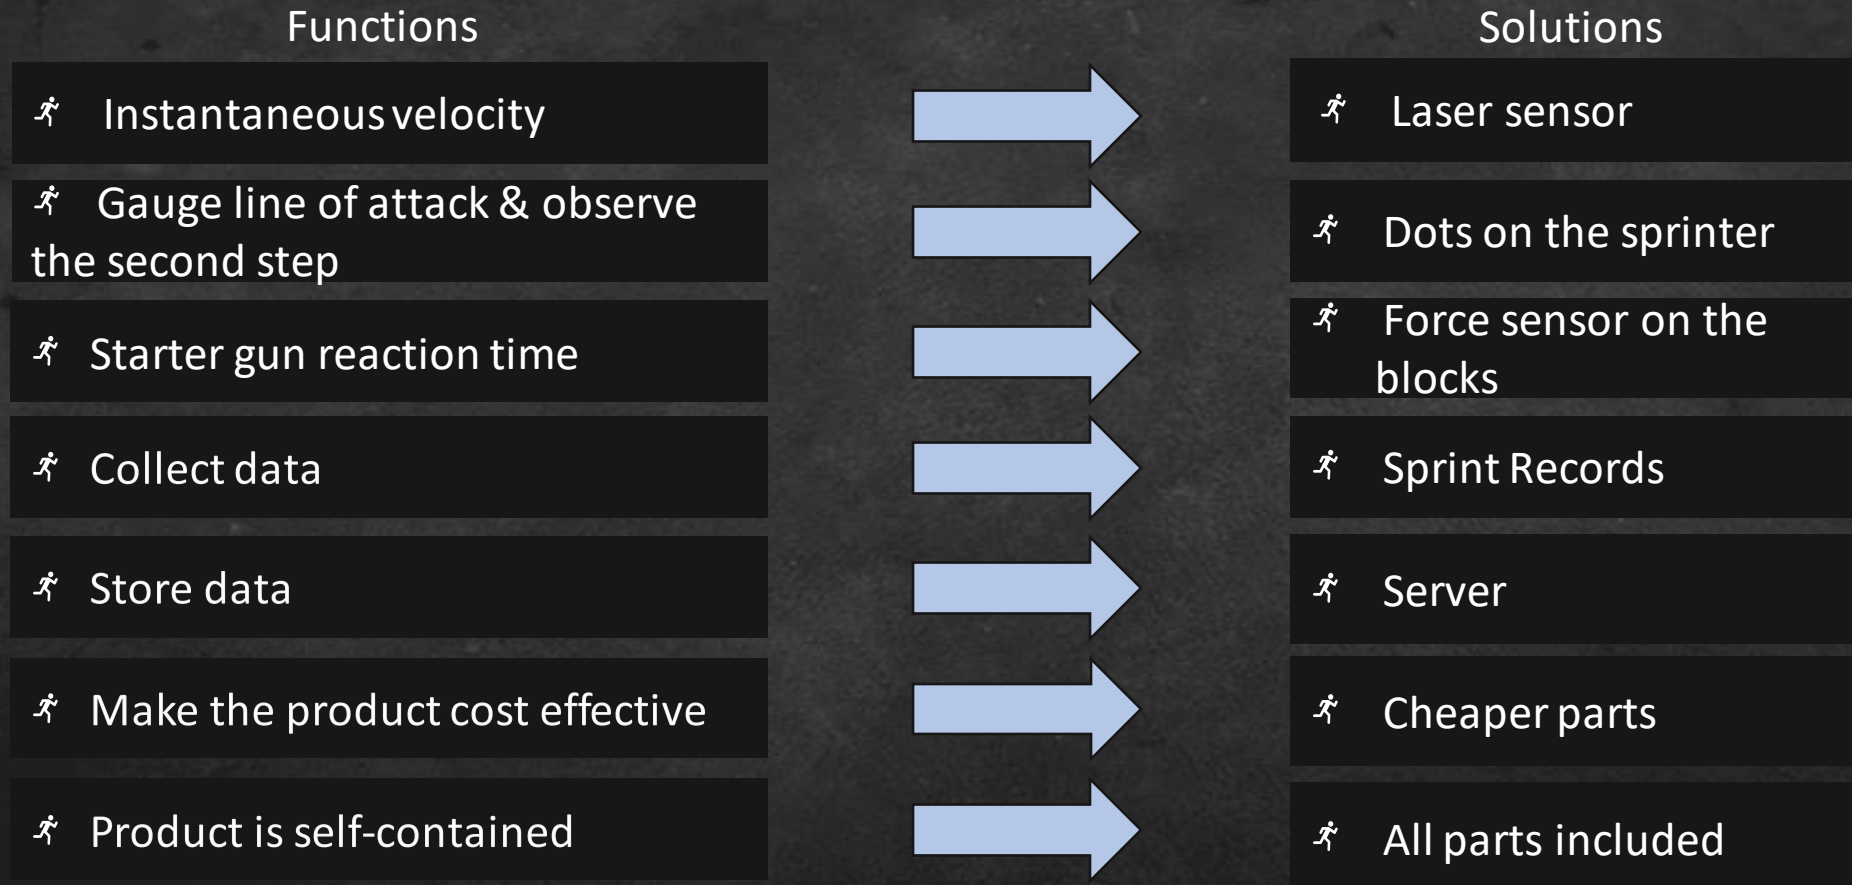 Functions
Solutions
Instantaneous velocity
Laser sensor
Gauge line of attack & observe
the second step
Dots on the sprinter
Starter gun reaction time
Force sensor on the
blocks
Collect data
Sprint Records
Store data
Server
Make the product cost effective
Cheaper parts
Product is self-contained
All parts included